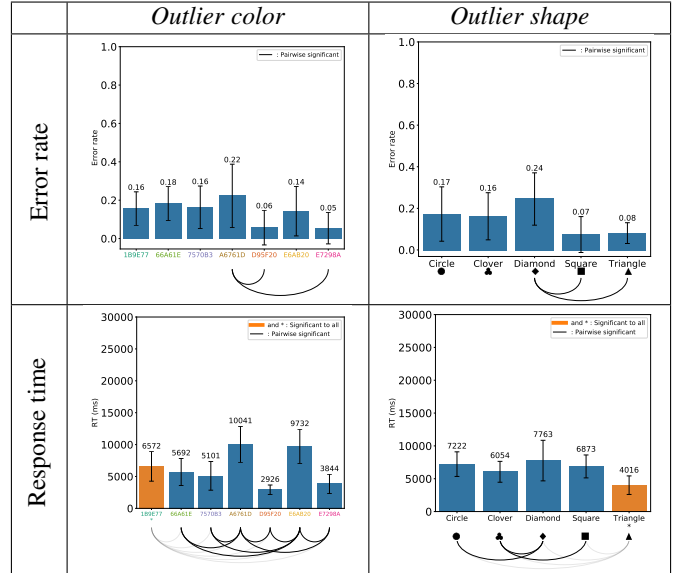 Outlier color
Outlier shape
Error rate
1.0
0.8
0.6
0.4
0.2
0.0
Error rate
: Pairwise significant
0.16
0.18
0.16
0.22
0.06
0.14
0.05
1B9E77
66A61E
7570B3
A6761D
D95F20
E6AB20
E7298A
1.0
0.8
0.6
0.4
0.2
0.0
Error rate
: Pairwise significant
0.17
0.16
0.24
0.07
0.08
Circle
Clover
Diamond
Square
Triangle
Response time
30000
25000
20000
15000
10000
5000
0
RT (ms)
and * : Significant to all
: Pairwise significant
6572
5692
5101
10041
2926
9732
3844
1B9E77
66A61E
7570B3
A6761D
D95F20
E6AB20
E7298A
*
30000
25000
20000
15000
10000
5000
0
RT (ms)
and * : Significant to all
: Pairwise significant
7222
6054
7763
6873
4016
Circle
Clover
Diamond
Square
Triangle
*